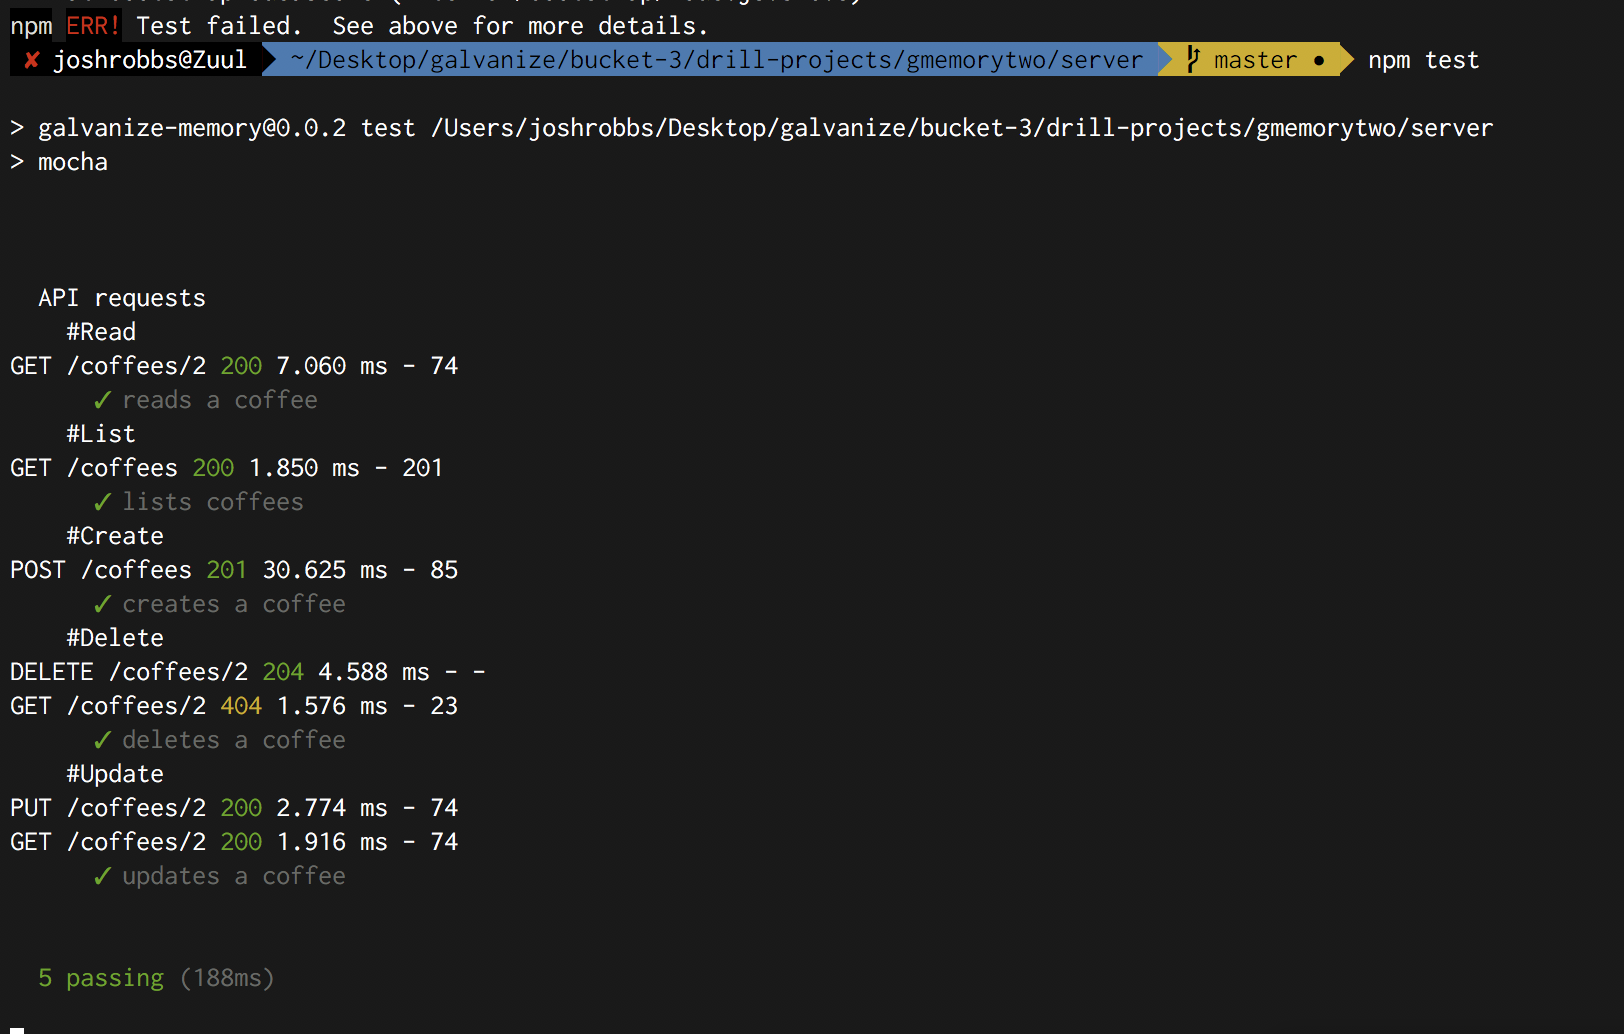 npm ERR! Test failed.  See above for more details.
✘ joshrobbs@Zuul ~/Desktop/galvanize/bucket-3/drill-projects/gmemorytwo/server master ● npm test
> galvanize-memory@0.0.2 test /Users/joshrobbs/Desktop/galvanize/bucket-3/drill-projects/gmemorytwo/server
> mocha
API requests
#Read
GET /coffees/2 200 7.060 ms - 74
✓ reads a coffee
#List
GET /coffees 200 1.850 ms - 201
✓ lists coffees
#Create
POST /coffees 201 30.625 ms - 85
✓ creates a coffee
#Delete
DELETE /coffees/2 204 4.588 ms - -
GET /coffees/2 404 1.576 ms - 23
✓ deletes a coffee
#Update
PUT /coffees/2 200 2.774 ms - 74
GET /coffees/2 200 1.916 ms - 74
✓ updates a coffee
5 passing (188ms)